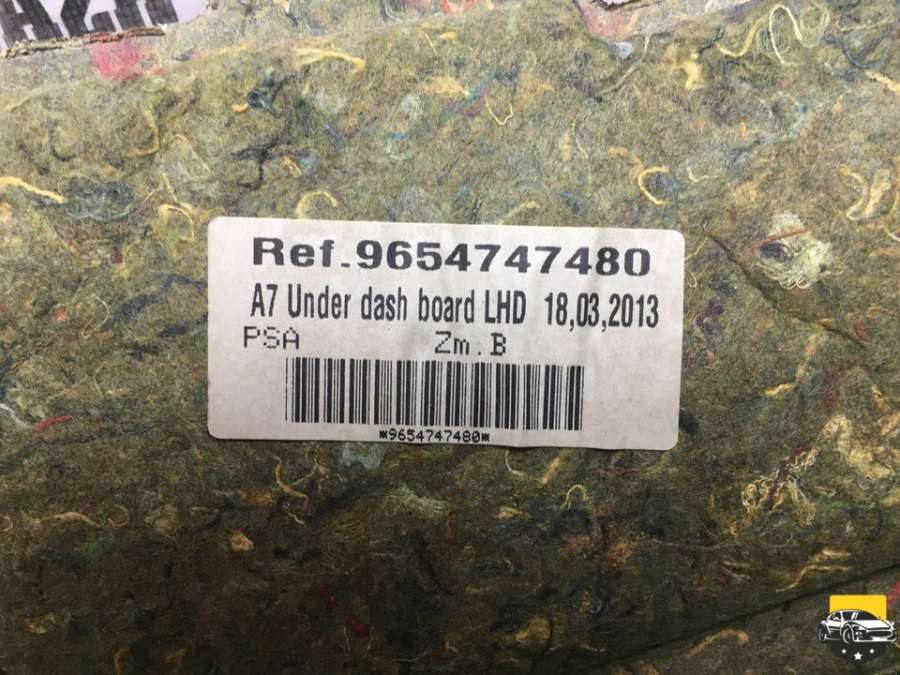 Ref.9654747480
A7 Under dash board LHD 18,03,2013
PSA Zm.B
*9654747480*